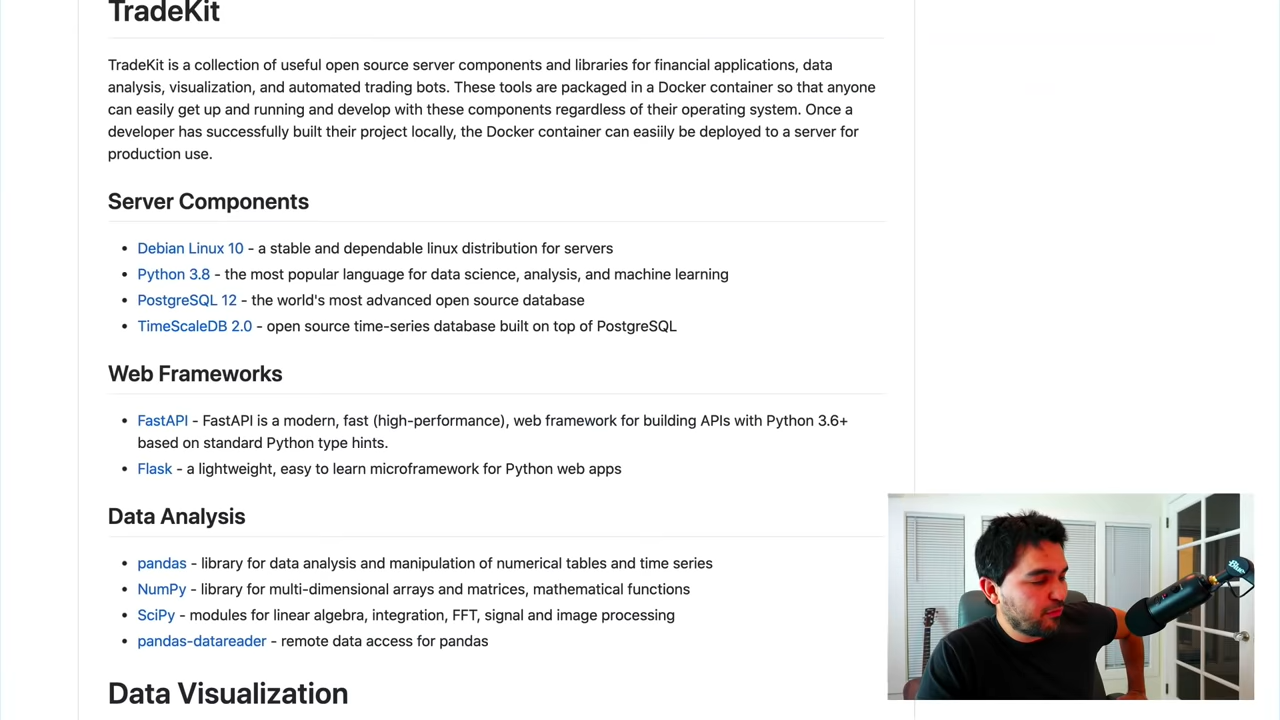 TradeKit
TradeKit is a collection of useful open source server components and libraries for financial applications, data
analysis, visualization, and automated trading bots. These tools are packaged in a Docker container so that anyone
can easily get up and running and develop with these components regardless of their operating system. Once a
developer has successfully built their project locally, the Docker container can easiily be deployed to a server for
production use.
Server Components
• Debian Linux 10 - a stable and dependable linux distribution for servers
• Python 3.8 - the most popular language for data science, analysis, and machine learning
• PostgreSQL 12 - the world's most advanced open source database
• TimeScaleDB 2.0 - open source time-series database built on top of PostgreSQL
Web Frameworks
• FastAPI - FastAPI is a modern, fast (high-performance), web framework for building APIs with Python 3.6+
based on standard Python type hints.
• Flask - a lightweight, easy to learn microframework for Python web apps
Data Analysis
• pandas - library for data analysis and manipulation of numerical tables and time series
• NumPy - library for multi-dimensional arrays and matrices, mathematical functions
• SciPy - modules for linear algebra, integration, FFT, signal and image processing
• pandas-datareader - remote data access for pandas
Data Visualization
Blue